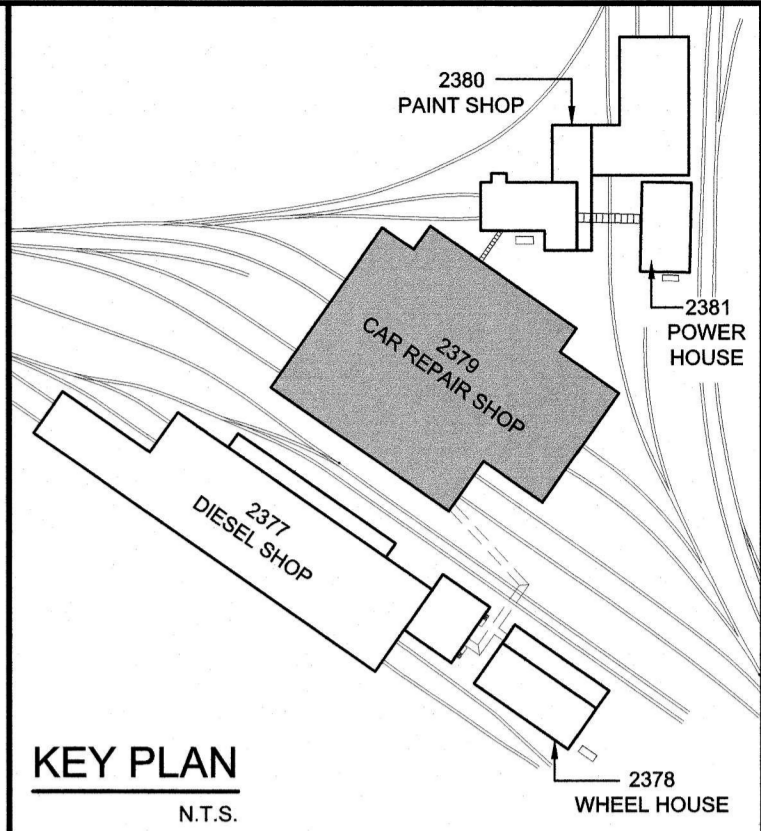 2380
PAINT SHOP
2381
POWER
HOUSE
2379
CAR REPAIR SHOP
2377
DIESEL SHOP
KEY PLAN
N.T.S.
2378
WHEEL HOUSE